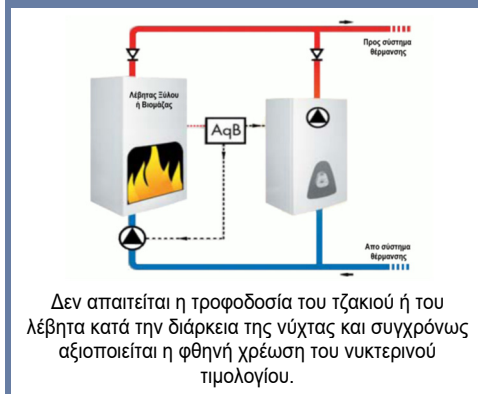 Προς σύστημα
θέρμανσης
Λέβητας Ξύλου
ή Βιομάζας
AqB
Απο σύστημα
θέρμανσης
Δεν απαιτείται η τροφοδοσία του τζακιού ή του
λέβητα κατά την διάρκεια της νύχτας και συγχρόνως
αξιοποιείται η φθηνή χρέωση του νυκτερινού
τιμολογίου.